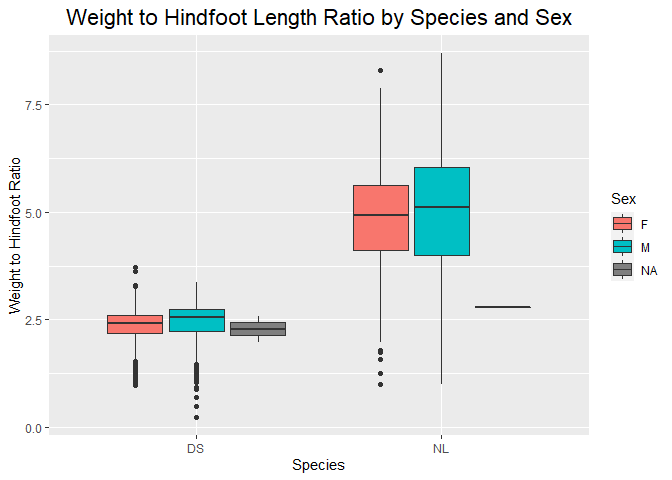 Weight to Hindfoot Length Ratio by Species and Sex
Weight to Hindfoot Ratio
7.5
5.0
2.5
0.0
DS
NL
Species
Sex
F
M
NA